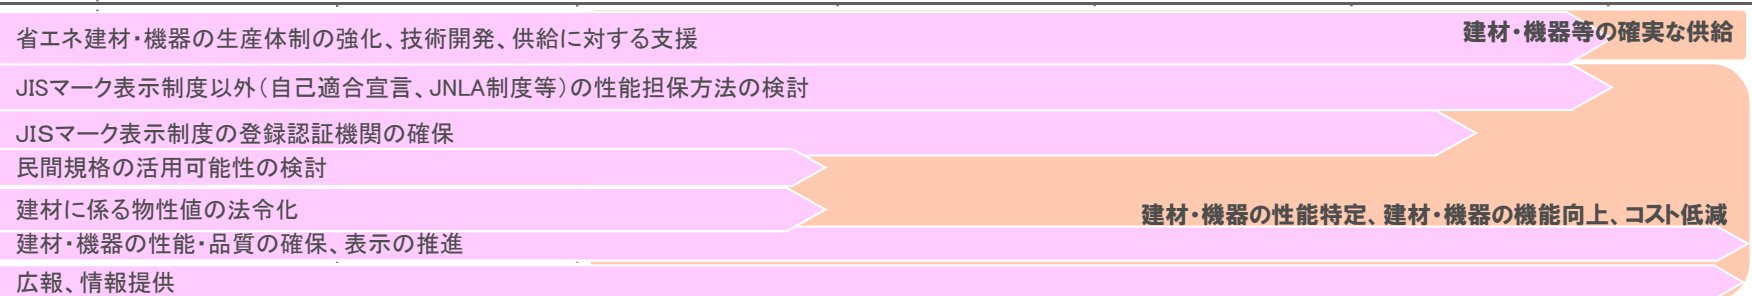 省エネ建材・機器の生産体制の強化、技術開発、供給に対する支援
建材・機器等の確実な供給
JISマーク表示制度以外（自己適合宣言、JNLA制度等）の性能担保方法の検討
JISマーク表示制度の登録認証機関の確保
民間規格の活用可能性の検討
建材に係る物性値の法令化
建材・機器の性能特定、建材・機器の機能向上、コスト低減
建材・機器の性能・品質の確保、表示の推進
広報、情報提供